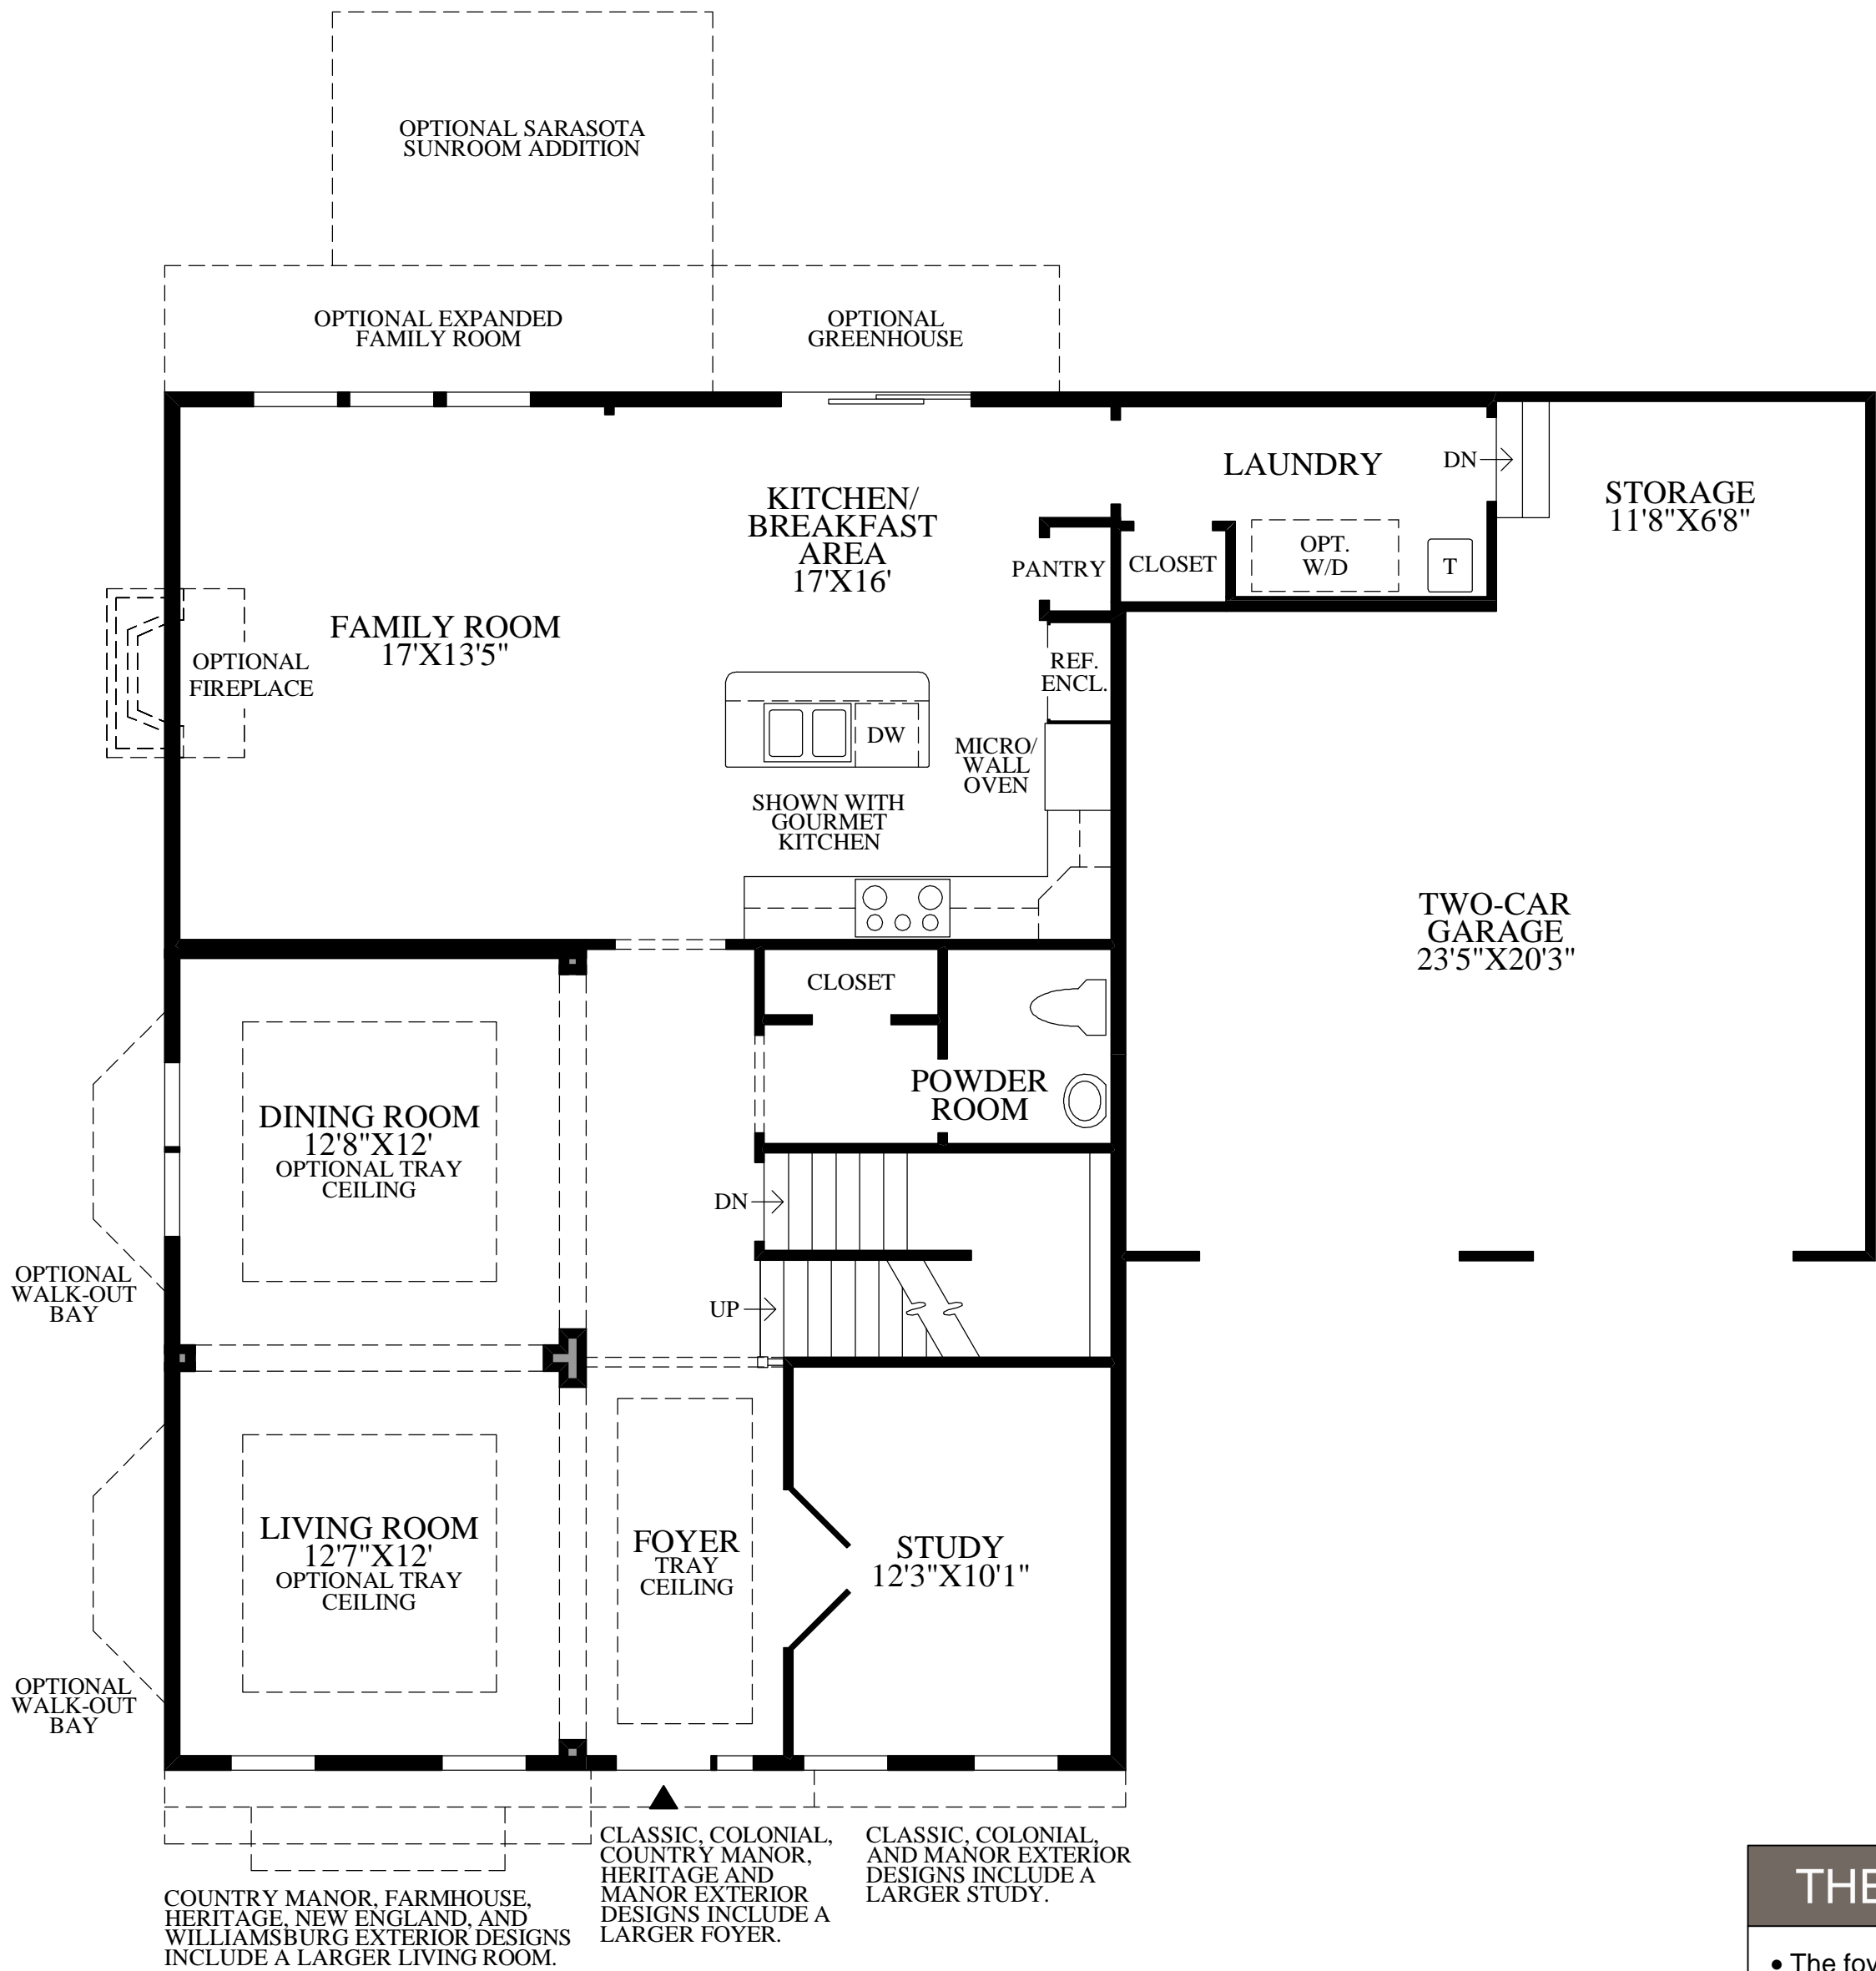 OPTIONAL SARASOTA
SUNROOM ADDITION
OPTIONAL EXPANDED
FAMILY ROOM
OPTIONAL
GREENHOUSE
LAUNDRY
DN
STORAGE
11'8"X6'8"
KITCHEN/
BREAKFAST
AREA
17'X16'
PANTRY
CLOSET
OPT.
W/D
T
FAMILY ROOM
17'X13'5"
OPTIONAL
FIREPLACE
REF.
ENCL.
DW
MICRO/
WALL
OVEN
SHOWN WITH
GOURMET
KITCHEN
TWO-CAR
GARAGE
23'5"X20'3"
CLOSET
POWDER
ROOM
DINING ROOM
12'8"X12'
OPTIONAL TRAY
CEILING
DN
OPTIONAL
WALK-OUT
BAY
UP
LIVING ROOM
12'7"X12'
OPTIONAL TRAY
CEILING
FOYER
TRAY
CEILING
STUDY
12'3"X10'1"
OPTIONAL
WALK-OUT
BAY
COUNTRY MANOR, FARMHOUSE,
HERITAGE, NEW ENGLAND, AND
WILLIAMSBURG EXTERIOR DESIGNS
INCLUDE A LARGER LIVING ROOM.
CLASSIC, COLONIAL,
COUNTRY MANOR,
HERITAGE AND
MANOR EXTERIOR
DESIGNS INCLUDE A
LARGER FOYER.
CLASSIC, COLONIAL,
AND MANOR EXTERIOR
DESIGNS INCLUDE A
LARGER STUDY.
THE
• The foy